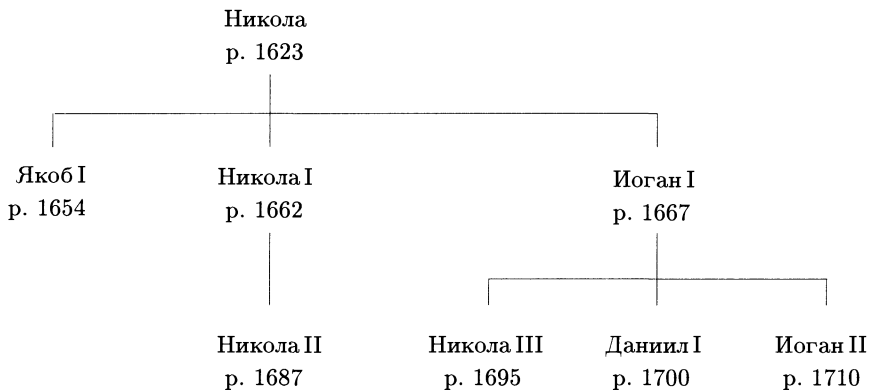 Никола
р. 1623
Якоб I
р. 1654
Никола I
р. 1662
Иоган I
р. 1667
Никола II
р. 1687
Никола III
р. 1695
Даниил I
р. 1700
Иоган II
р. 1710